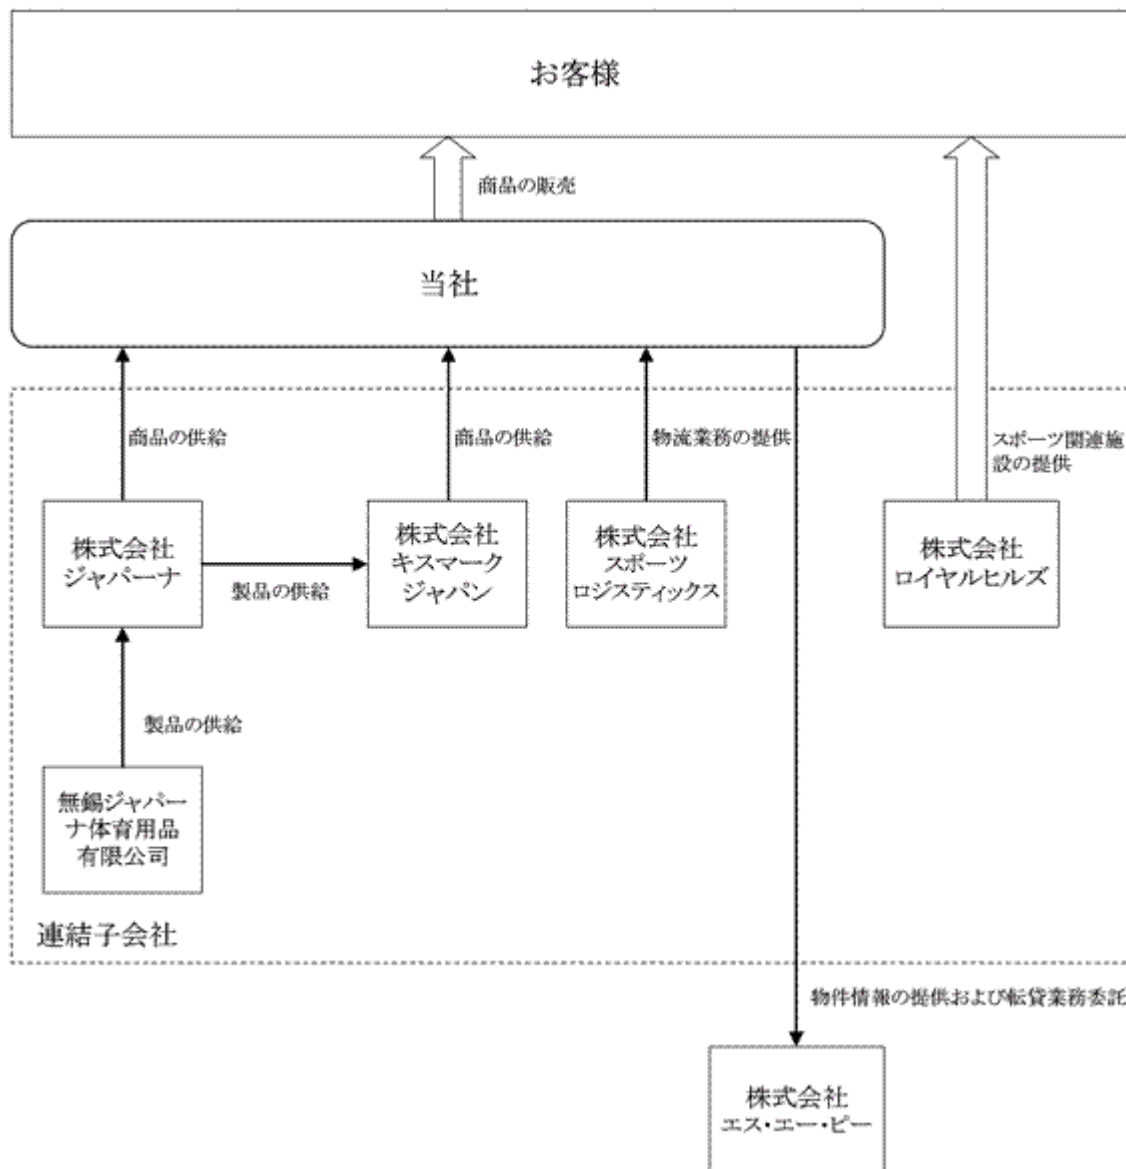 お客様
商品の販売
当社
商品の供給
商品の供給
物流業務の提供
スポーツ関連施
設の提供
株式会社
ジャパーナ
製品の供給
株式会社
キスマーク
ジャパン
株式会社
スポーツ
ロジスティックス
株式会社
ロイヤルヒルズ
製品の供給
無錫ジャパー
ナ体育用品
有限公司
連結子会社
物件情報の提供および転貸業務委託
株式会社
エス・エー・ピー